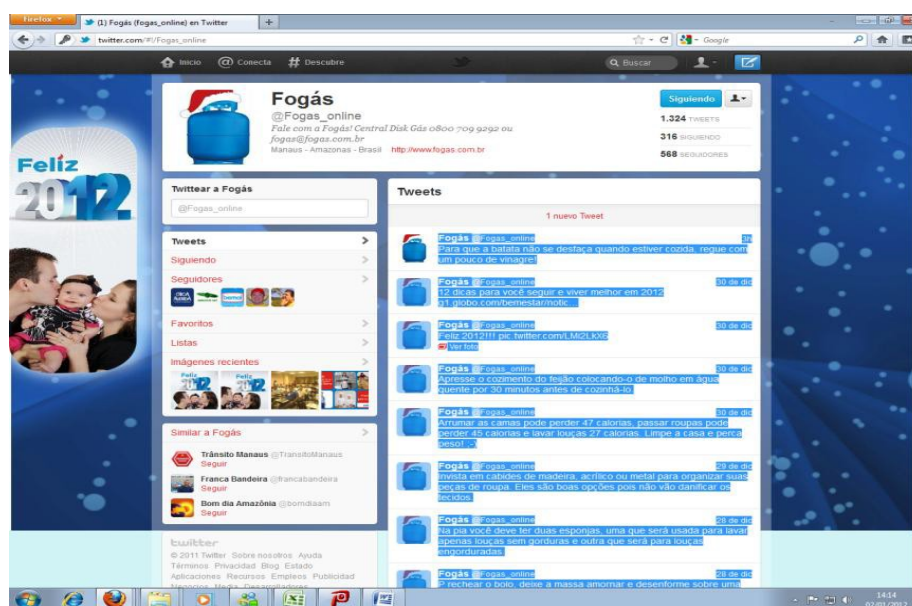 firefox
(1) Fogás (fogas_online) en Twitter
twitter.com/#!/Fogas_online
Google
Inicio
Conecta
Descubre
Buscar
Fogás
@Fogas_online
Fale com a Fogás! Central Disk Gás 0800 709 9292 ou
fogas@fogas.com.br
Manaus - Amazonas - Brasil http://www.fogas.com.br
Siguiendo
1.324 TWEETS
316 SIGUIENDO
568 SEGUIDORES
Feliz
2012
Twittear a Fogás
@Fogas_online
Tweets
Siguiendo
Seguidores
Favoritos
Listas
Imágenes recientes
Similar a Fogás
Trânsito Manaus @TransitoManaus
Seguir
Franca Bandeira @francabandeira
Seguir
Bom dia Amazônia @bomdiaam
Seguir
twitter
© 2011 Twitter Sobre nosotros Ayuda
Términos Privacidad Blog Estado
Aplicaciones Recursos Empleos Publicidad
Negocios Media Desarrolladores
Tweets
1 nuevo Tweet
Fogás @Fogas_online 3h
Para que a batata não se desfaça quando estiver cozida, regue com
um pouco de vinagre!
Fogás @Fogas_online 30 de dic
12 dicas para você seguir e viver melhor em 2012
g1.globo.com/bemestar/notic...
Fogás @Fogas_online 30 de dic
Feliz 2012!!! pic.twitter.com/LMi2LkX6
Ver foto
Fogás @Fogas_online 30 de dic
Apresse o cozimento do feijão colocando-o de molho em água
quente por 30 minutos antes de cozinhá-lo.
Fogás @Fogas_online 30 de dic
Arrumar as camas pode perder 47 calorias, passar roupas pode
perder 45 calorias e lavar louças 27 calorias. Limpe a casa e perca
peso! ;-)
Fogás @Fogas_online 29 de dic
Invista em cabides de madeira, acrílico ou metal para organizar suas
peças de roupa. Eles são boas opções pois não vão danificar os
tecidos.
Fogás @Fogas_online 28 de dic
Na pia você deve ter duas esponjas, uma que será usada para lavar
apenas louças sem gorduras e outra que será para louças
engorduradas.
Fogás @Fogas_online 28 de dic
P rechear o bolo, deixe a massa amornar e desenforme sobre uma
14:14
02/01/2012